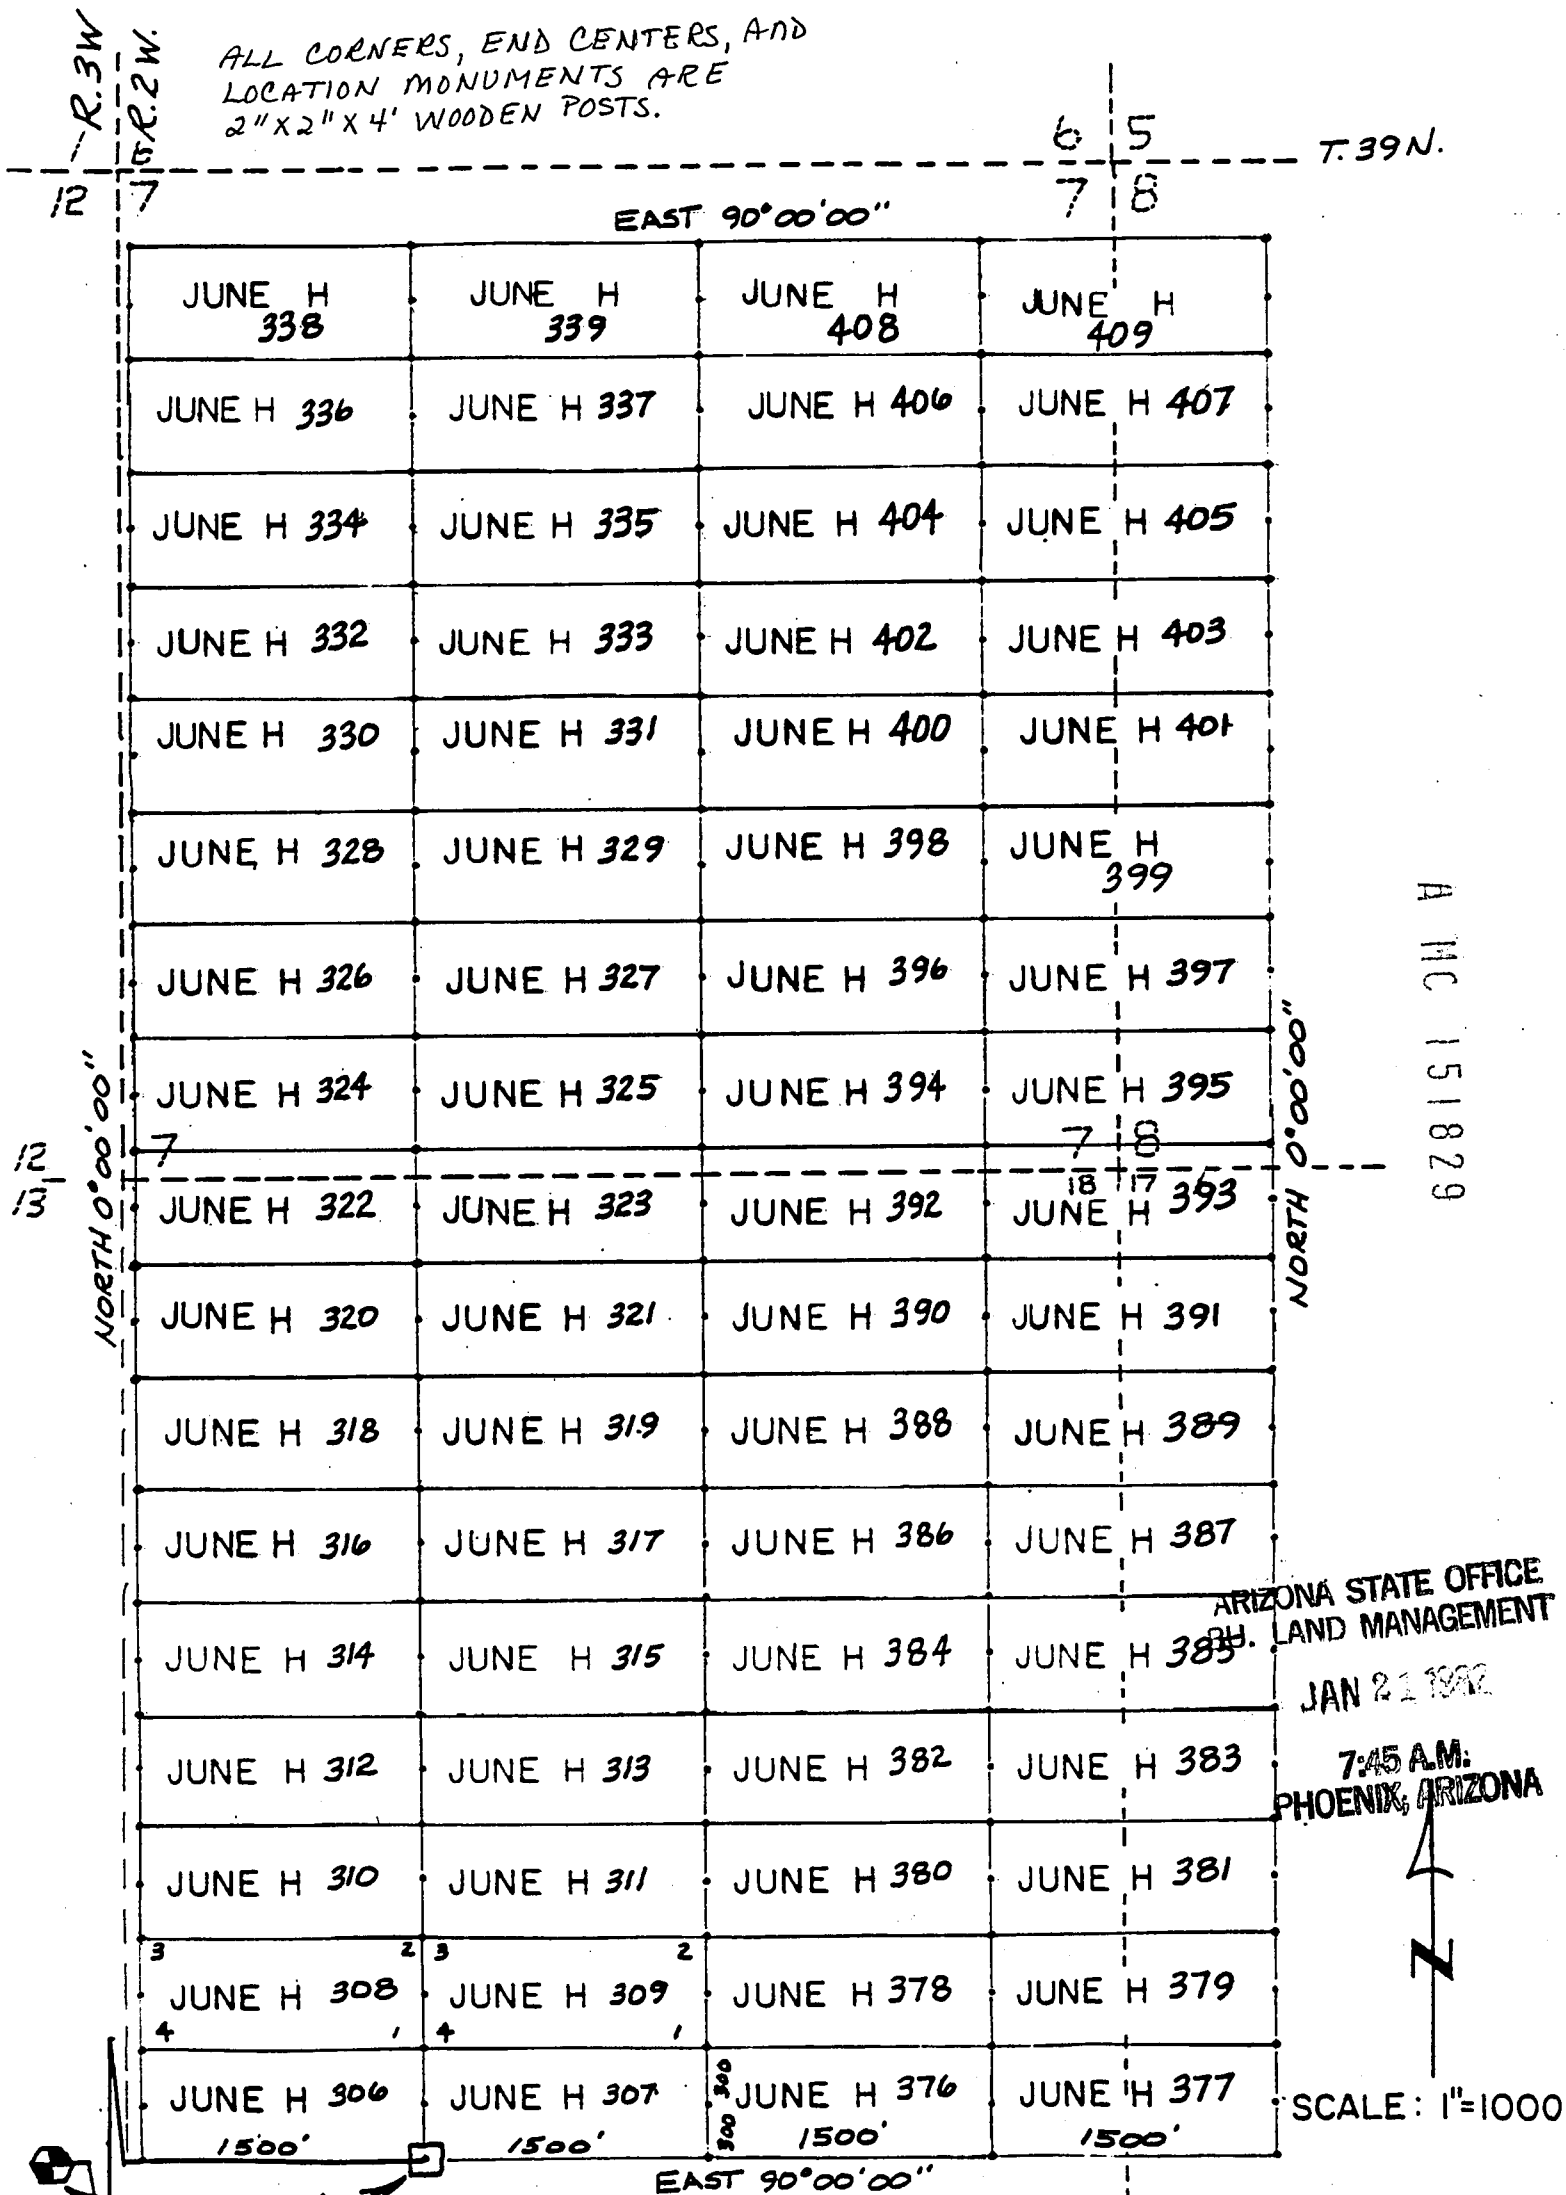 R.3W
R.2W.
ALL CORNERS, END CENTERS, AND
LOCATION MONUMENTS ARE
2"X2"X4' WOODEN POSTS.
6 5
T.39N.
12 7
7 8
EAST 90°00'00"
JUNE H 338
JUNE H 339
JUNE H 408
JUNE H 409
JUNE H 336
JUNE H 337
JUNE H 406
JUNE H 407
JUNE H 334
JUNE H 335
JUNE H 404
JUNE H 405
JUNE H 332
JUNE H 333
JUNE H 402
JUNE H 403
JUNE H 330
JUNE H 331
JUNE H 400
JUNE H 401
JUNE H 328
JUNE H 329
JUNE H 398
JUNE H 399
JUNE H 326
JUNE H 327
JUNE H 396
JUNE H 397
A MC 151829
JUNE H 324
JUNE H 325
JUNE H 394
JUNE H 395
NORTH 0°00'00"
NORTH 0°00'00"
12 7
7 8
13
18 17
JUNE H 322
JUNE H 323
JUNE H 392
JUNE H 393
JUNE H 320
JUNE H 321
JUNE H 390
JUNE H 391
JUNE H 318
JUNE H 319
JUNE H 388
JUNE H 389
JUNE H 316
JUNE H 317
JUNE H 386
JUNE H 387
ARIZONA STATE OFFICE
BU. LAND MANAGEMENT
JUNE H 314
JUNE H 315
JUNE H 384
JUNE H 385
JAN 21 1982
7:45 A.M.
PHOENIX, ARIZONA
JUNE H 312
JUNE H 313
JUNE H 382
JUNE H 383
JUNE H 310
JUNE H 311
JUNE H 380
JUNE H 381
3 2 3 2
JUNE H 308
JUNE H 309
JUNE H 378
JUNE H 379
N
4 1 4 1
JUNE H 306
JUNE H 307
300 300
JUNE H 376
JUNE H 377
SCALE: 1"=1000
1500'
1500'
1500'
1500'
EAST 90°00'00"